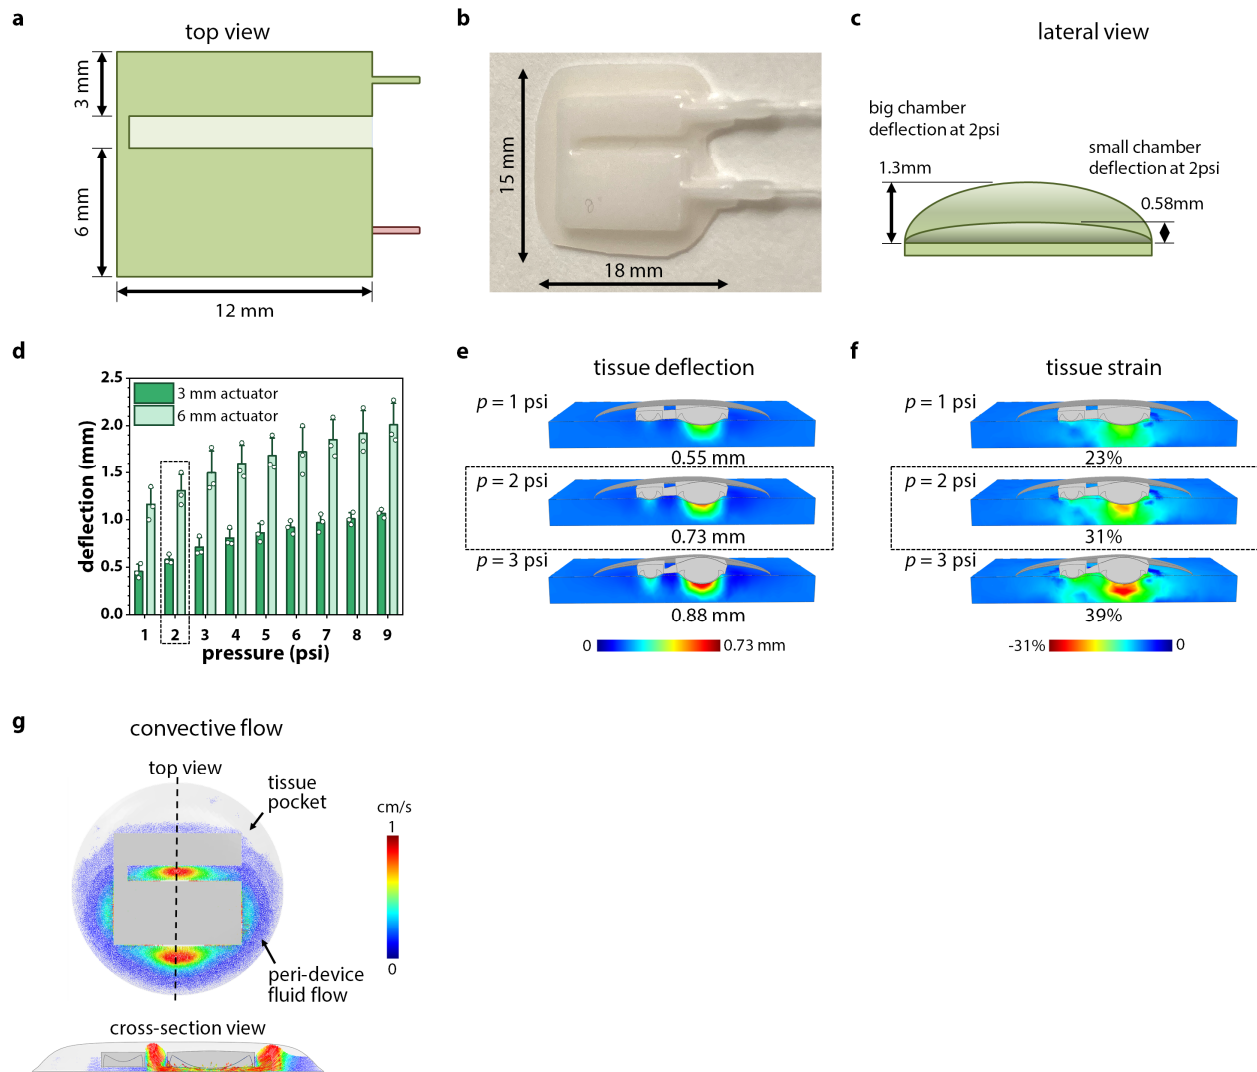 a
top view
3 mm
6 mm
12 mm
b
15 mm
18 mm
c
lateral view
big chamber
deflection at 2psi
1.3mm
small chamber
deflection at 2psi
0.58mm
d
deflection (mm)
2.5
2.0
1.5
1.0
0.5
0.0
3 mm actuator
6 mm actuator
1 2 3 4 5 6 7 8 9
pressure (psi)
e
tissue deflection
p = 1 psi
0.55 mm
p = 2 psi
0.73 mm
p = 3 psi
0.88 mm
0 0.73 mm
f
tissue strain
p = 1 psi
23%
p = 2 psi
31%
p = 3 psi
39%
-31% 0
g
convective flow
top view
tissue
pocket
cm/s
1
0
peri-device
fluid flow
cross-section view